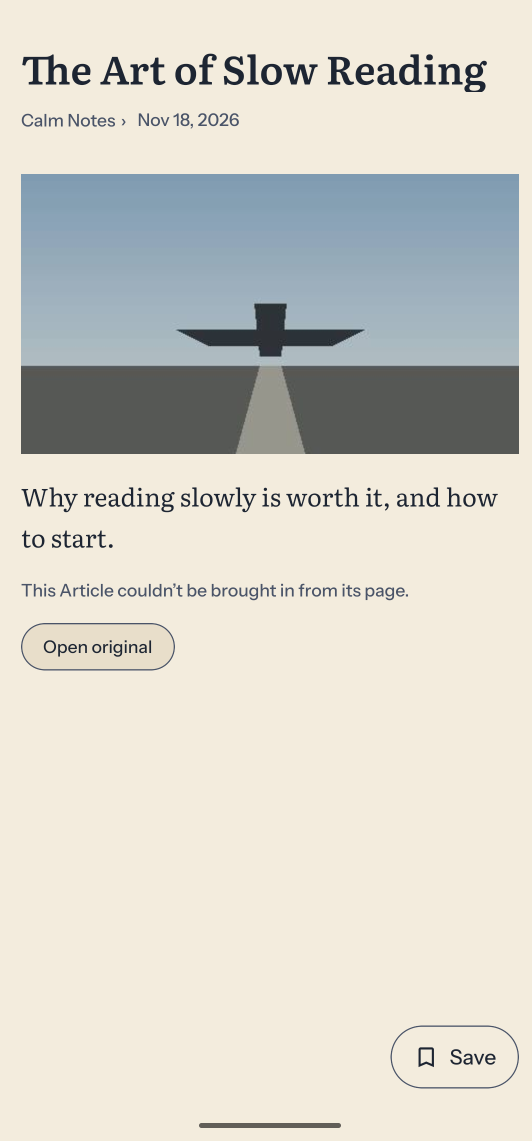 The Art of Slow Reading
Calm Notes › Nov 18, 2026
Why reading slowly is worth it, and how
to start.
This Article couldn’t be brought in from its page.
Open original
Save